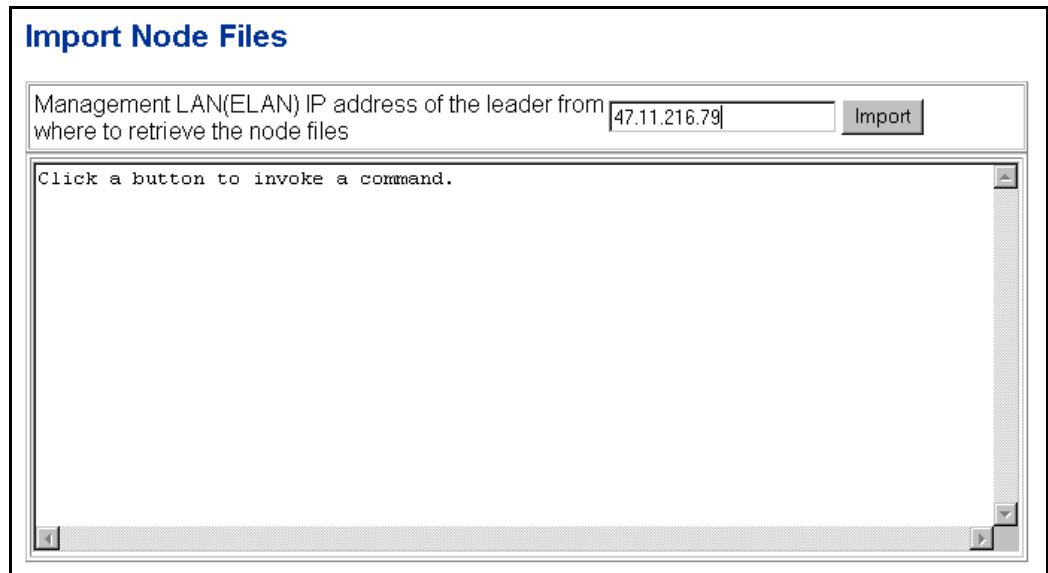 Import Node Files
Management LAN(ELAN) IP address of the leader from
where to retrieve the node files
47.11.216.79
Import
Click a button to invoke a command.